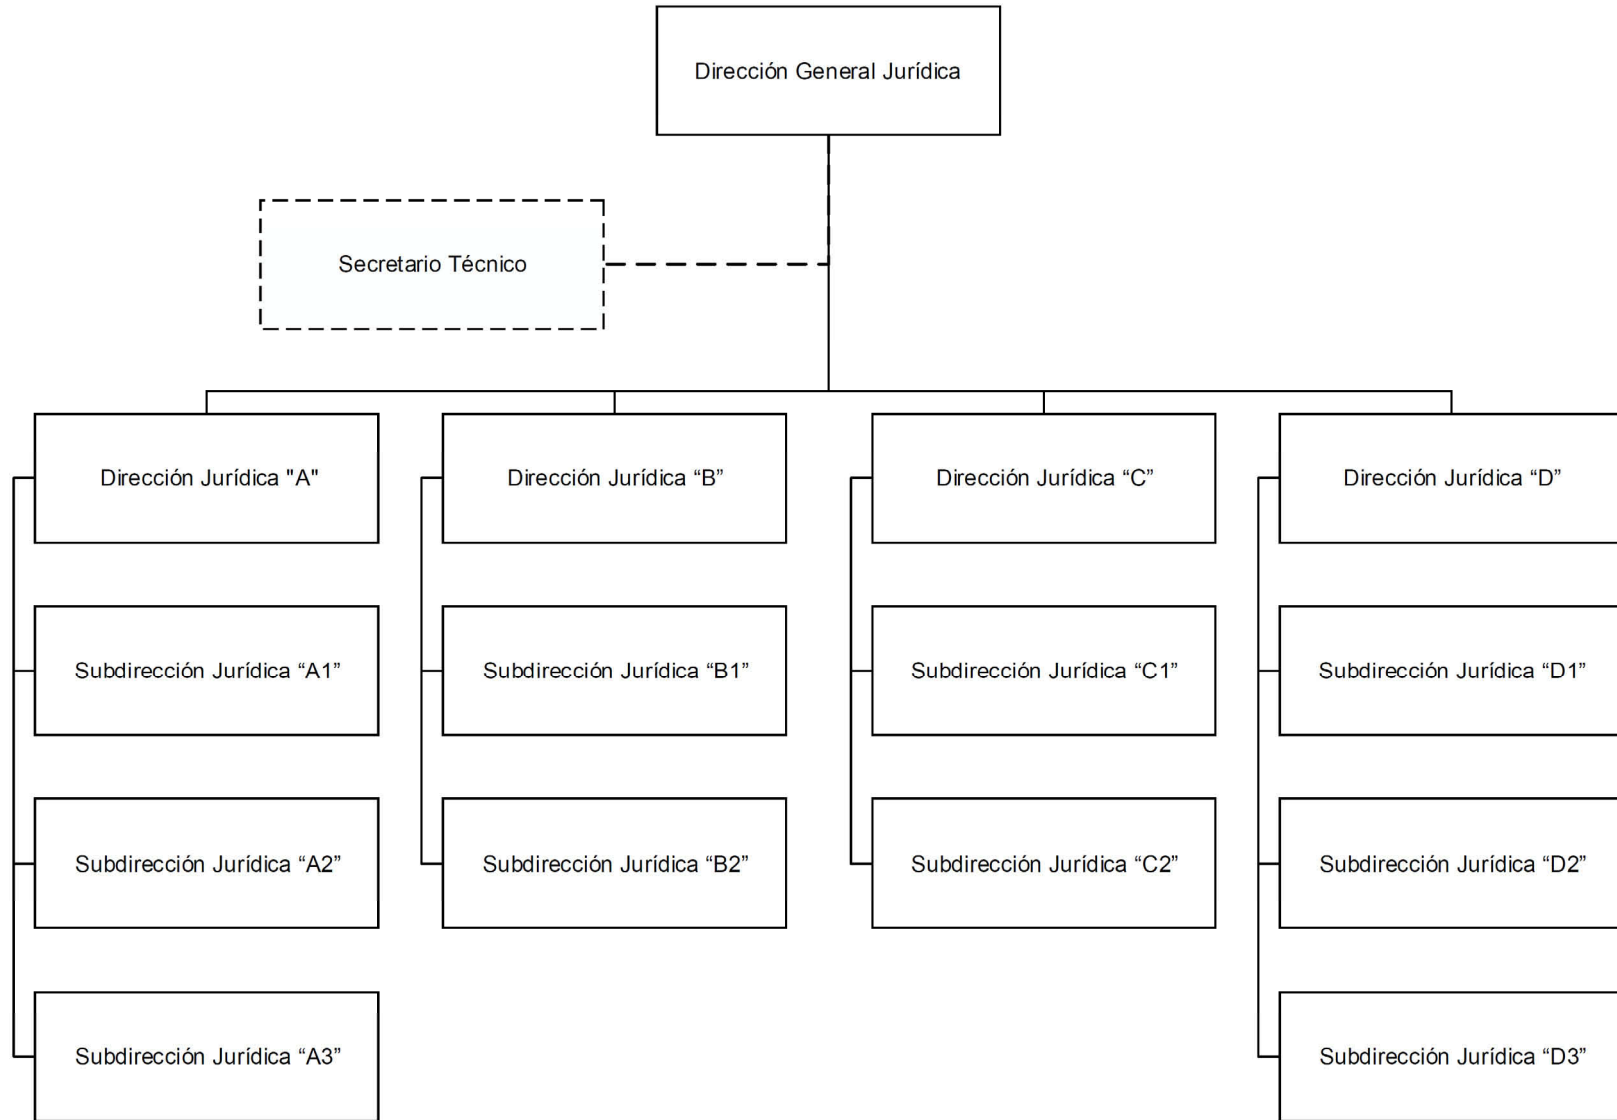 Dirección General Jurídica
Secretario Técnico
Dirección Jurídica "A"
Dirección Jurídica “B”
Dirección Jurídica “C”
Dirección Jurídica “D”
Subdirección Jurídica “A1”
Subdirección Jurídica “B1”
Subdirección Jurídica “C1”
Subdirección Jurídica “D1”
Subdirección Jurídica “A2”
Subdirección Jurídica “B2”
Subdirección Jurídica “C2”
Subdirección Jurídica “D2”
Subdirección Jurídica “A3”
Subdirección Jurídica “D3”